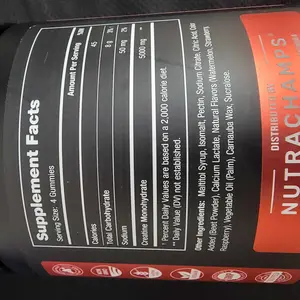 Supplement Facts
Serving Size: 4 Gummies
Amount Per Serving
Calories 45
Total Carbohydrate 8 g
Sodium 50 mg
Creatine Monohydrate 5000 mg
* Percent Daily Values are based on a 2,000 calorie diet.
** Daily Value (DV) not established.
Other Ingredients: Maltitol Syrup, Isomalt, Pectin, Sodium Citrate, Citric Acid,
Added (Beet Powder), Calcium Lactate, Natural Flavors (Watermelon, Strawberry
Raspberry), Vegetable Oil (Palm), Carnauba Wax, Sucralose.
DISTRIBUTED BY
NUTRACHAMPS